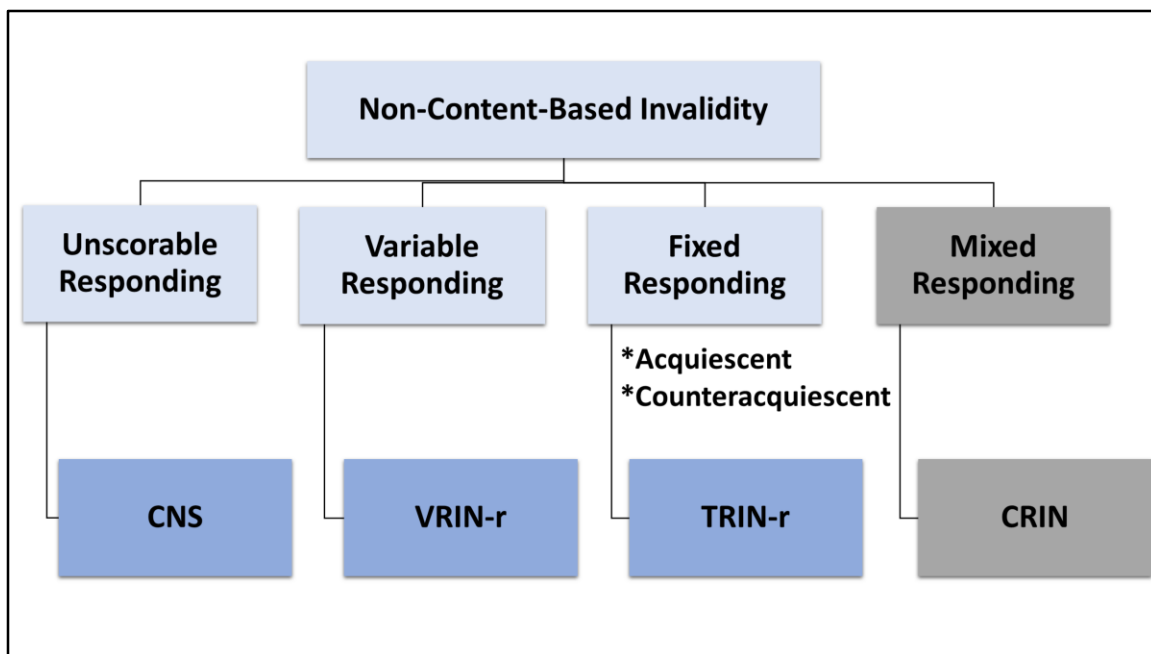 Non-Content-Based Invalidity
Unscorable
Responding
Variable
Responding
Fixed
Responding
Mixed
Responding
*Acquiescent
*Counteracquiescent
CNS
VRIN-r
TRIN-r
CRIN